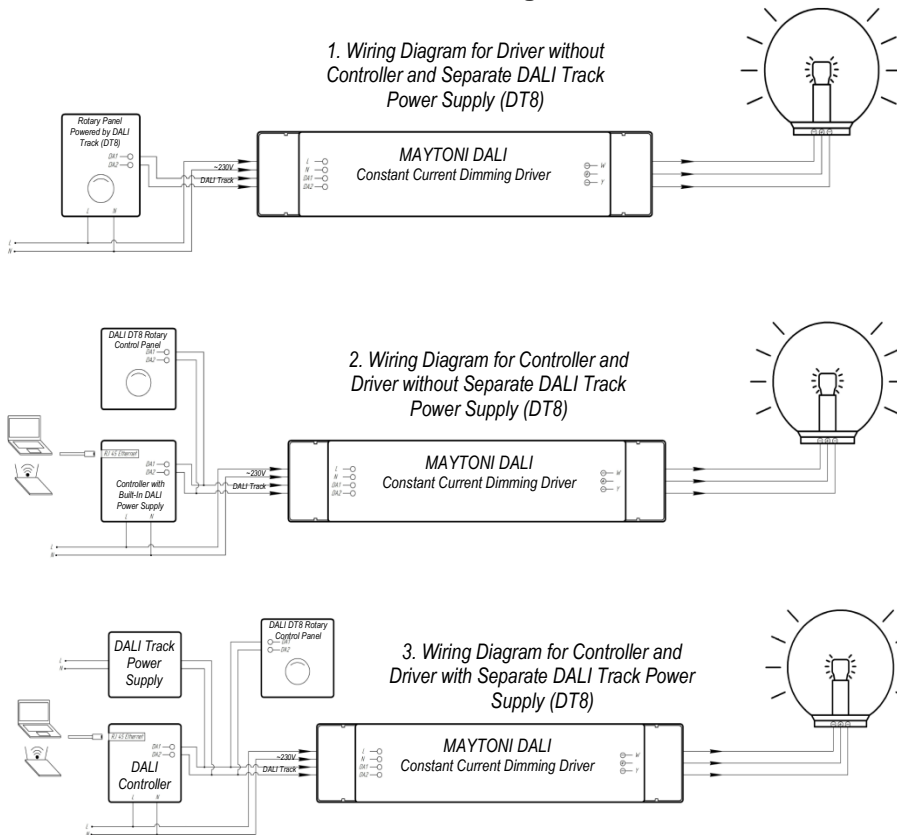 1. Wiring Diagram for Driver without
Controller and Separate DALI Track
Power Supply (DT8)
Rotary Panel
Powered by DALI
Track (DT8)
DA1
DA2
L N
~230V
DALI Track
L
N
L
N
DA1
DA2
MAYTONI DALI
Constant Current Dimming Driver
W
Y
2. Wiring Diagram for Controller and
Driver without Separate DALI Track
Power Supply (DT8)
DALI DT8 Rotary
Control Panel
DA1
DA2
RJ 45 Ethernet
DA1
DA2
Controller with
Built-In DALI
Power Supply
L N
~230V
DALI Track
L
N
L
N
DA1
DA2
MAYTONI DALI
Constant Current Dimming Driver
W
Y
3. Wiring Diagram for Controller and
Driver with Separate DALI Track Power
Supply (DT8)
DALI Track
Power
Supply
L
N
DALI DT8 Rotary
Control Panel
DA1
DA2
RJ 45 Ethernet
DA1
DA2
DALI
Controller
L N
~230V
DALI Track
L
N
L
N
DA1
DA2
MAYTONI DALI
Constant Current Dimming Driver
W
Y